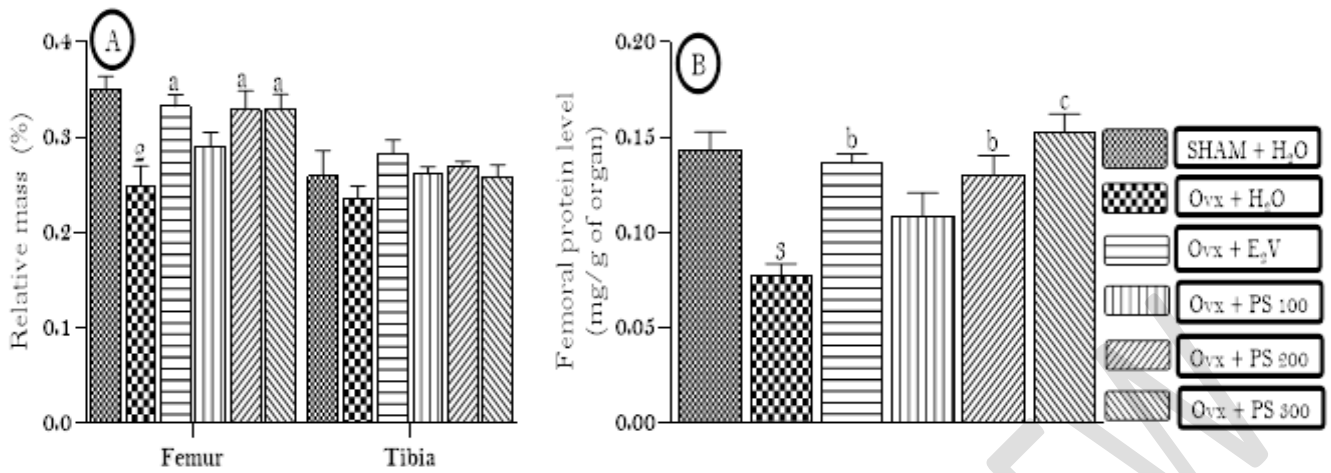 A
Relative mass (%)
0.4
0.3
0.2
0.1
0.0
2
a
a
a
Femur
Tibia
B
Femoral protein level
(mg/g of organ)
0.20
0.15
0.10
0.05
0.00
3
b
b
c
SHAM + H₂O
Ovx + H₂O
Ovx + E₂V
Ovx + PS 100
Ovx + PS 200
Ovx + PS 300